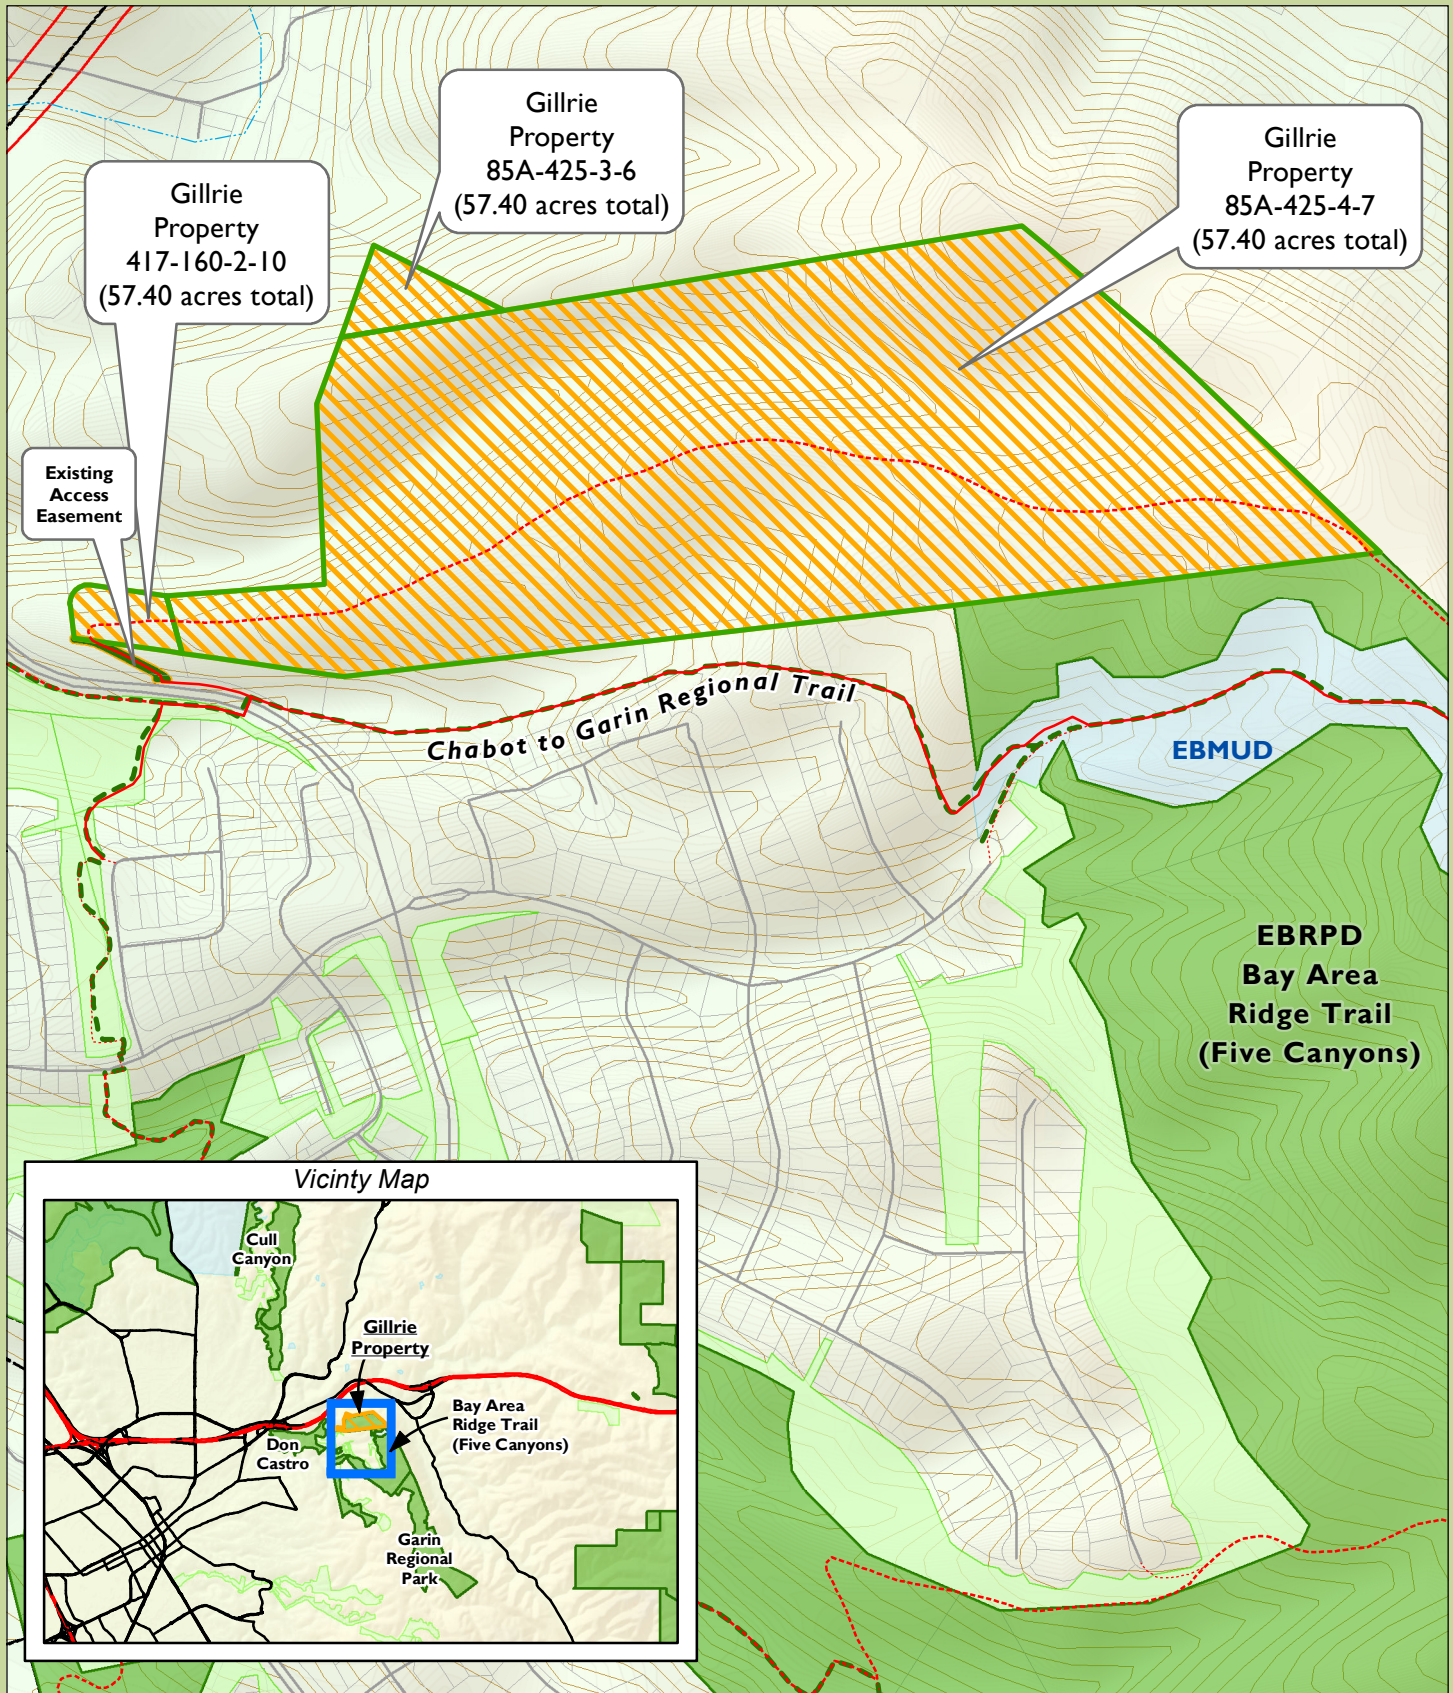 Gillrie
Property
85A-425-3-6
(57.40 acres total)
Gillrie
Property
85A-425-4-7
(57.40 acres total)
Gillrie
Property
417-160-2-10
(57.40 acres total)
Existing
Access
Easement
Chabot to Garin Regional Trail
EBMUD
EBRPD
Bay Area
Ridge Trail
(Five Canyons)
Vicinty Map
Cull
Canyon
Gillrie
Property
Bay Area
Ridge Trail
(Five Canyons)
Don
Castro
Garin
Regional
Park